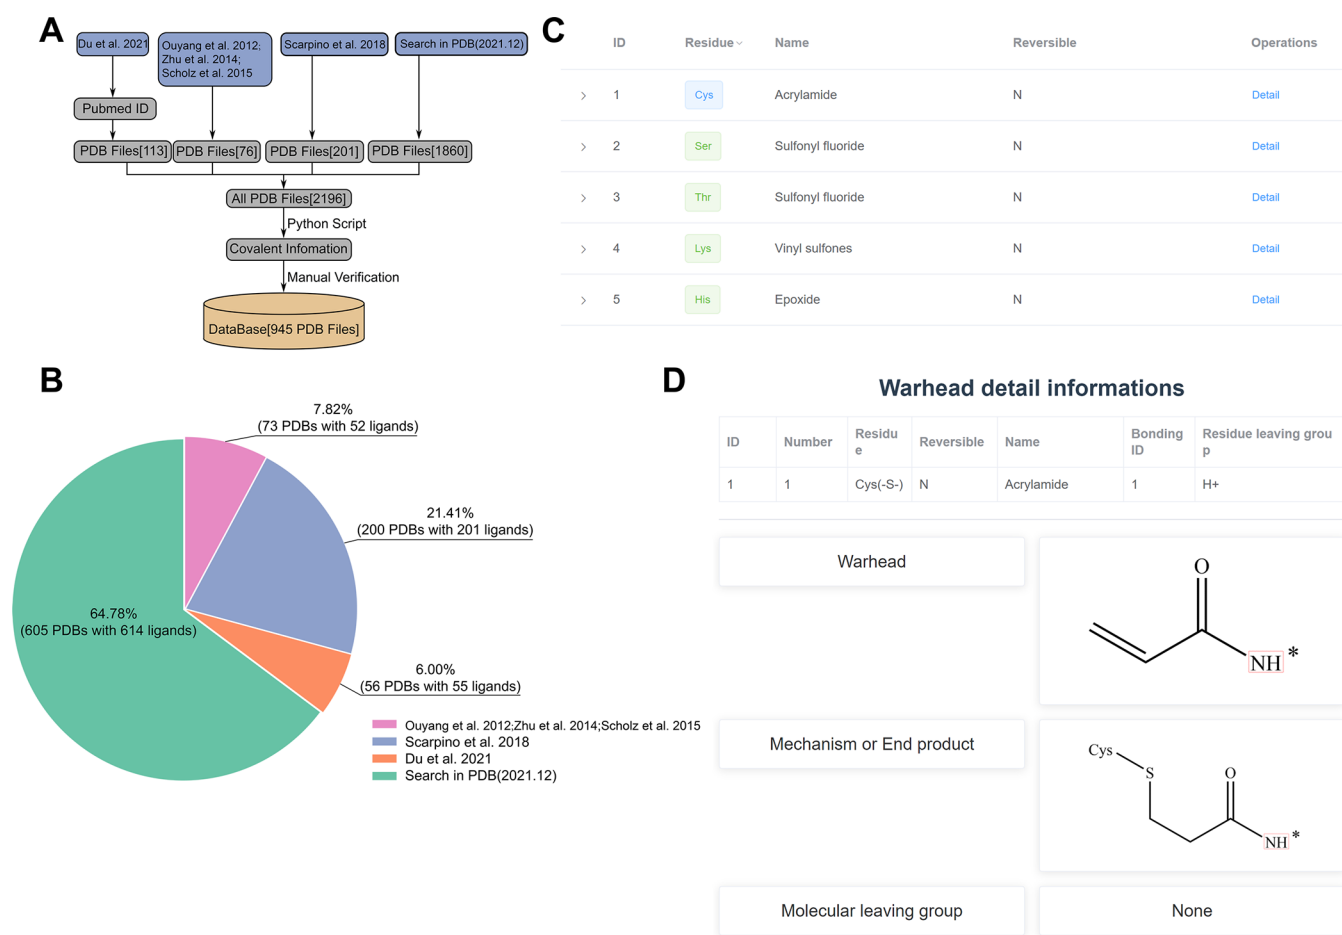 A
Du et al. 2021
Ouyang et al. 2012;
Zhu et al. 2014;
Scholz et al. 2015
Scarpino et al. 2018
Search in PDB(2021.12)
Pubmed ID
PDB Files[113]
PDB Files[76]
PDB Files[201]
PDB Files[1860]
All PDB Files[2196]
Python Script
Covalent Infomation
Manual Verification
DataBase[945 PDB Files]
B
7.82%
(73 PDBs with 52 ligands)
21.41%
(200 PDBs with 201 ligands)
64.78%
(605 PDBs with 614 ligands)
6.00%
(56 PDBs with 55 ligands)
Ouyang et al. 2012;Zhu et al. 2014;Scholz et al. 2015
Scarpino et al. 2018
Du et al. 2021
Search in PDB(2021.12)
C
ID Residue Name Reversible Operations
1 Cys Acrylamide N Detail
2 Ser Sulfonyl fluoride N Detail
3 Thr Sulfonyl fluoride N Detail
4 Lys Vinyl sulfones N Detail
5 His Epoxide N Detail
D
Warhead detail informations
ID Number Residu
e Reversible Name Bonding
ID Residue leaving grou
p
1 1 Cys(-S-) N Acrylamide 1 H+
Warhead
O
NH *
Mechanism or End product
Cys
S
O
NH *
Molecular leaving group
None